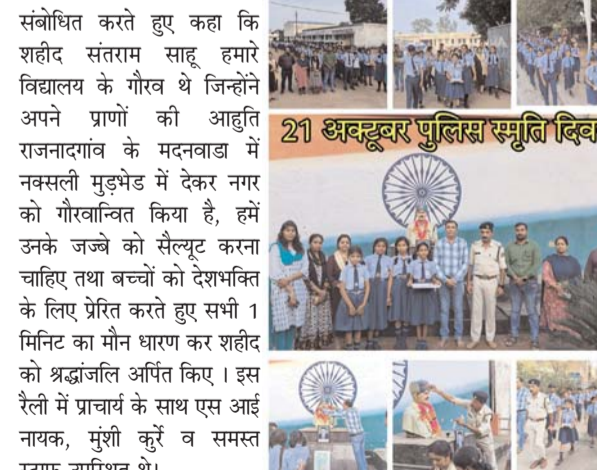 संबोधित करते हुए कहा कि
शहीद संतराम साहू हमारे
विद्यालय के गौरव थे जिन्होंने
अपने प्राणों की आहुति
राजनादगांव के मदनवाडा में
नक्सली मुड़भेड में देकर नगर
को गौरवान्वित किया है, हमें
उनके जज्बे को सैल्यूट करना
चाहिए तथा बच्चों को देशभक्ति
के लिए प्रेरित करते हुए सभी 1
मिनिट का मौन धारण कर शहीद
को श्रद्धांजलि अर्पित किए । इस
रैली में प्राचार्य के साथ एस आई
नायक, मुंशी कुर्रे व समस्त
स्टाफ उपस्थित थे।
21 अक्टूबर पुलिस स्मृति दिव